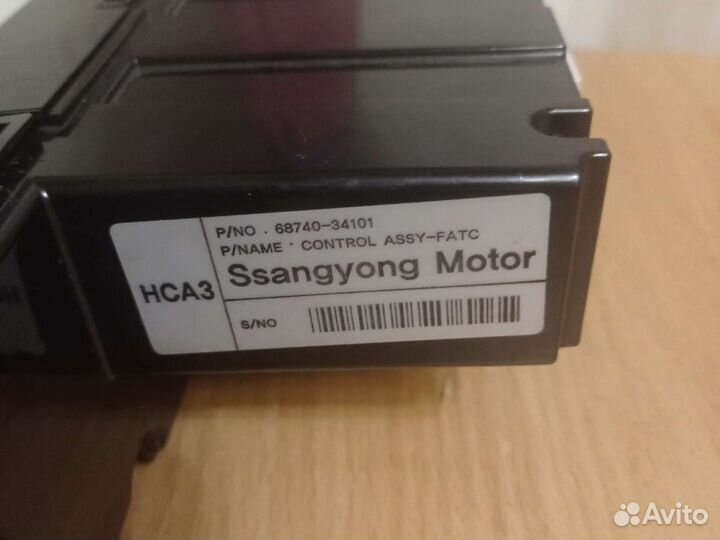 P/NO . 68740-34101
P/NAME · CONTROL ASSY-FATC
HCA3
Ssangyong Motor
S/NO
Avito